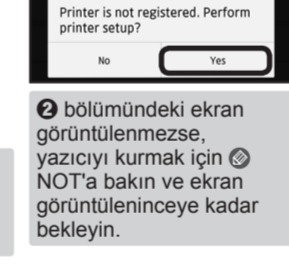 Printer is not registered. Perform
printer setup?
No
Yes
❷ bölümündeki ekran
görüntülenmezse,
yazıcıyı kurmak için
NOT'a bakın ve ekran
görüntüleninceye kadar
bekleyin.